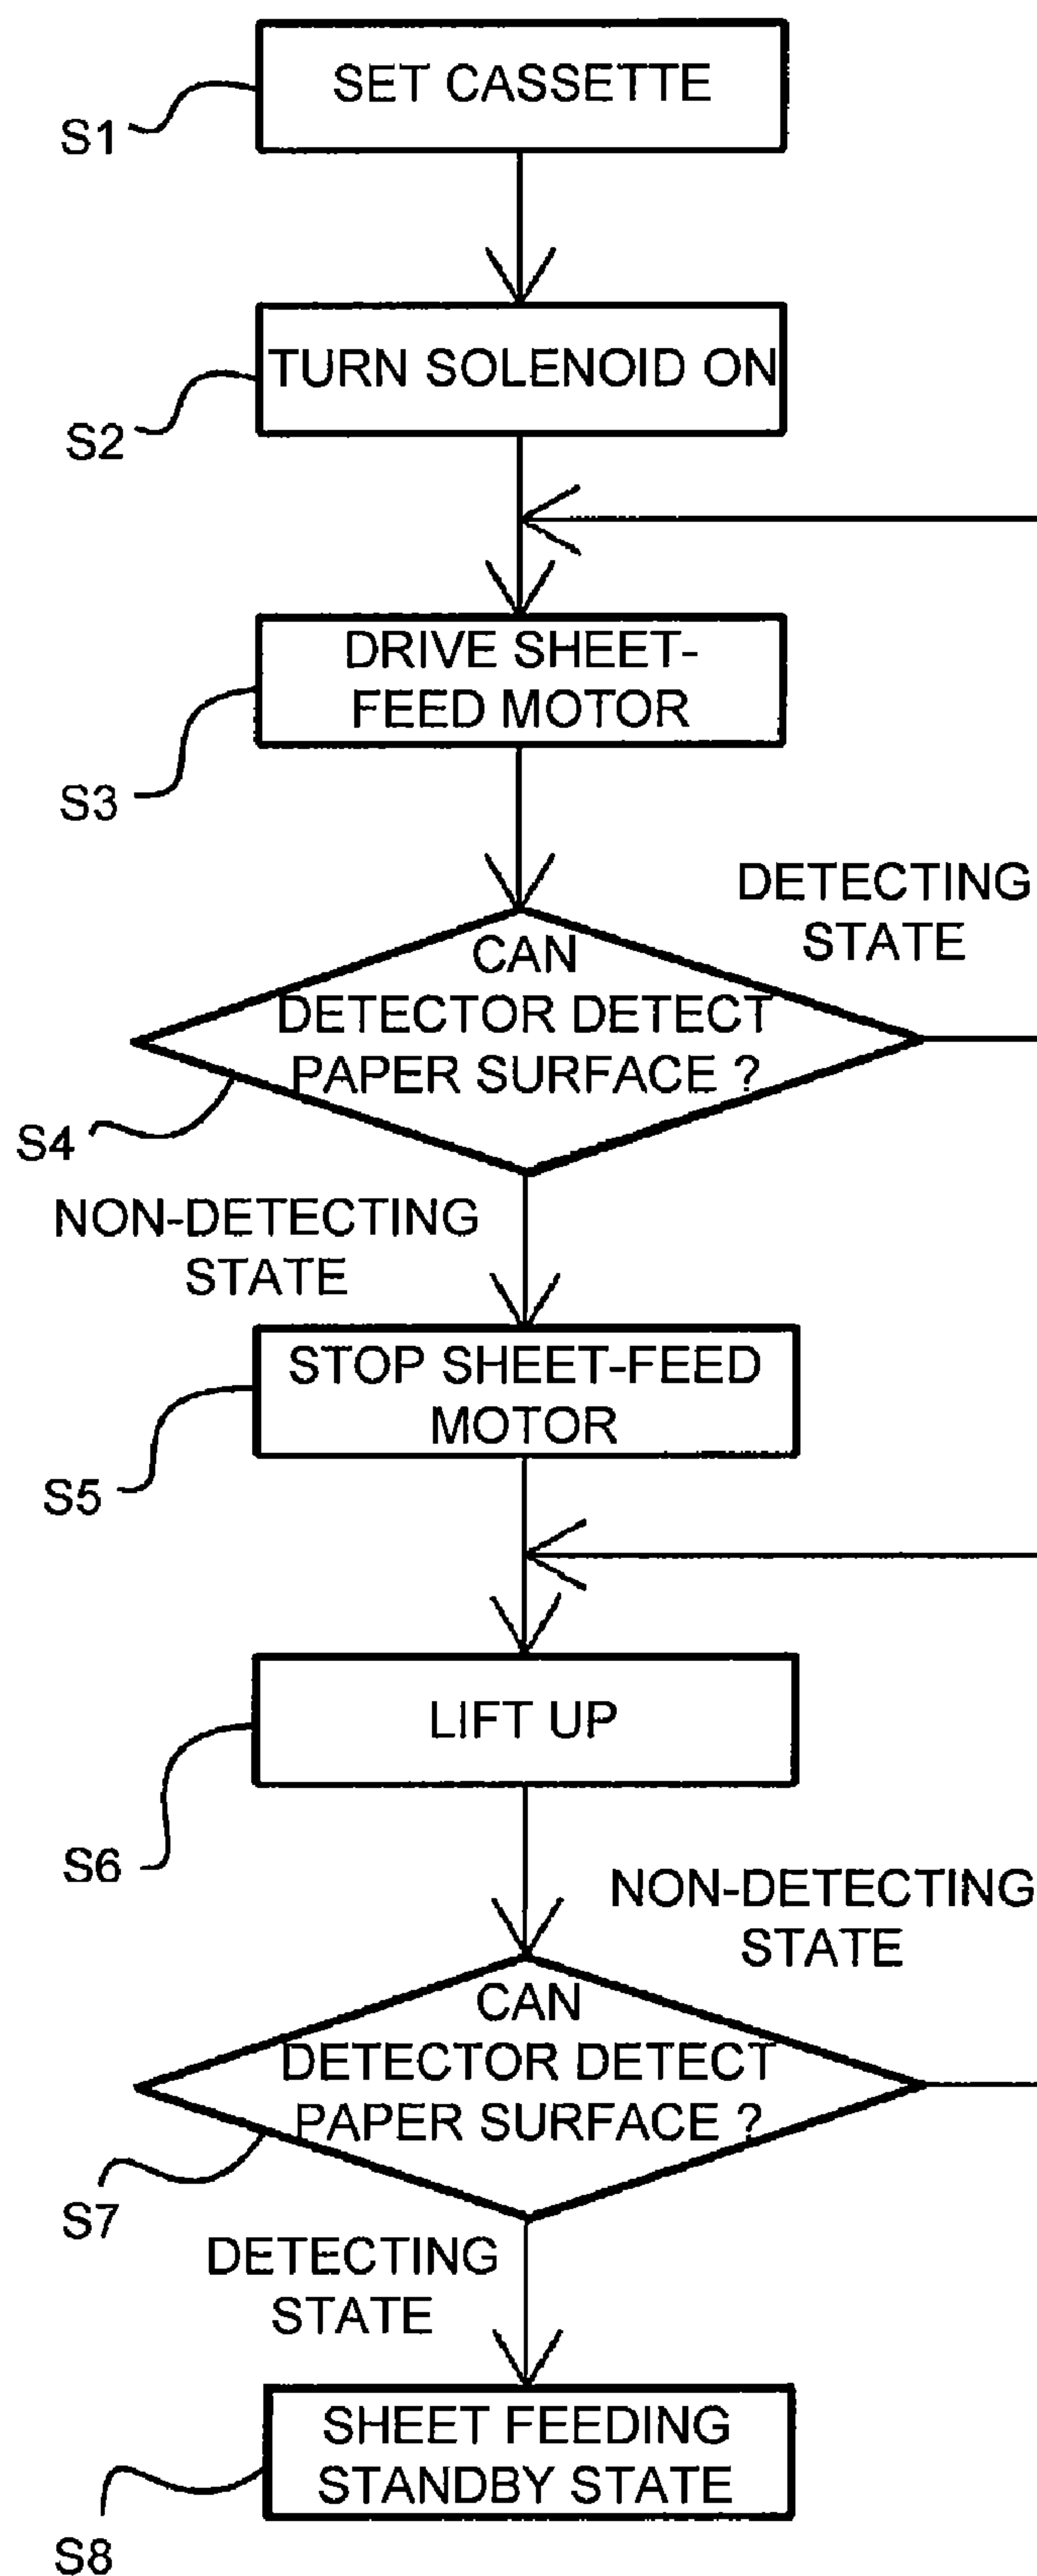 SET CASSETTE
S1
TURN SOLENOID ON
S2
DRIVE SHEET-
FEED MOTOR
S3
DETECTING
STATE
CAN
DETECTOR DETECT
PAPER SURFACE ?
S4
NON-DETECTING
STATE
STOP SHEET-FEED
MOTOR
S5
LIFT UP
S6
NON-DETECTING
STATE
CAN
DETECTOR DETECT
PAPER SURFACE ?
S7
DETECTING
STATE
SHEET FEEDING
STANDBY STATE
S8